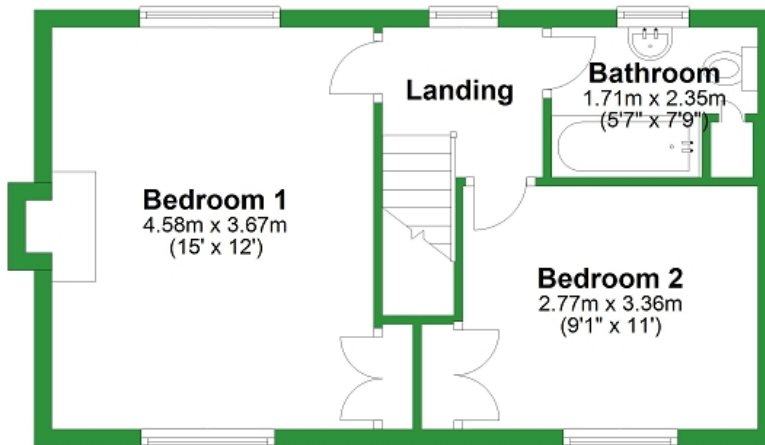 Bedroom 1
4.58m x 3.67m
(15' x 12')
Landing
Bathroom
1.71m x 2.35m
(5'7" x 7'9")
Bedroom 2
2.77m x 3.36m
(9'1" x 11')